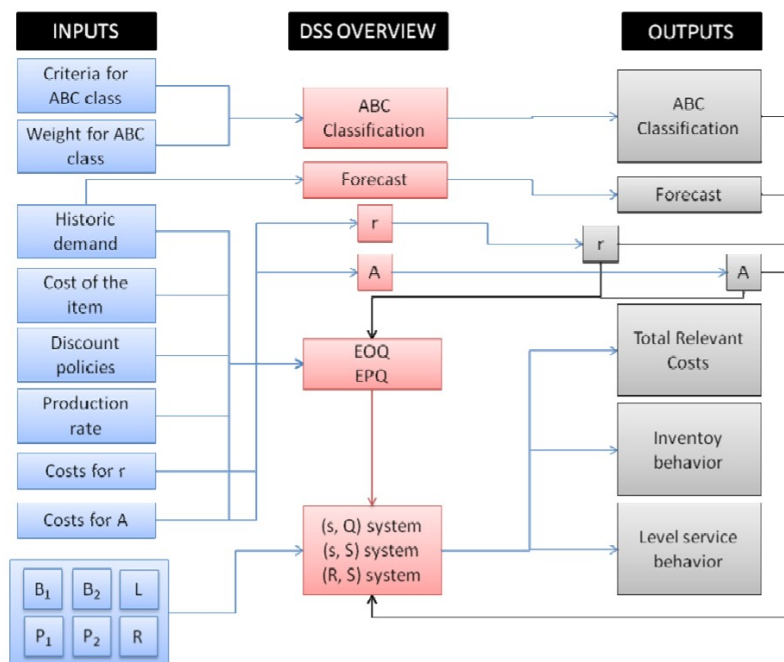 INPUTS
DSS OVERVIEW
OUTPUTS
Criteria for
ABC class
Weight for ABC
class
Historic
demand
Cost of the
item
Discount
policies
Production
rate
Costs for r
Costs for A
B₁
B₂
L
P₁
P₂
R
ABC
Classification
Forecast
r
A
EOQ
EPQ
(s, Q) system
(s, S) system
(R, S) system
ABC
Classification
Forecast
r
A
Total Relevant
Costs
Inventoy
behavior
Level service
behavior